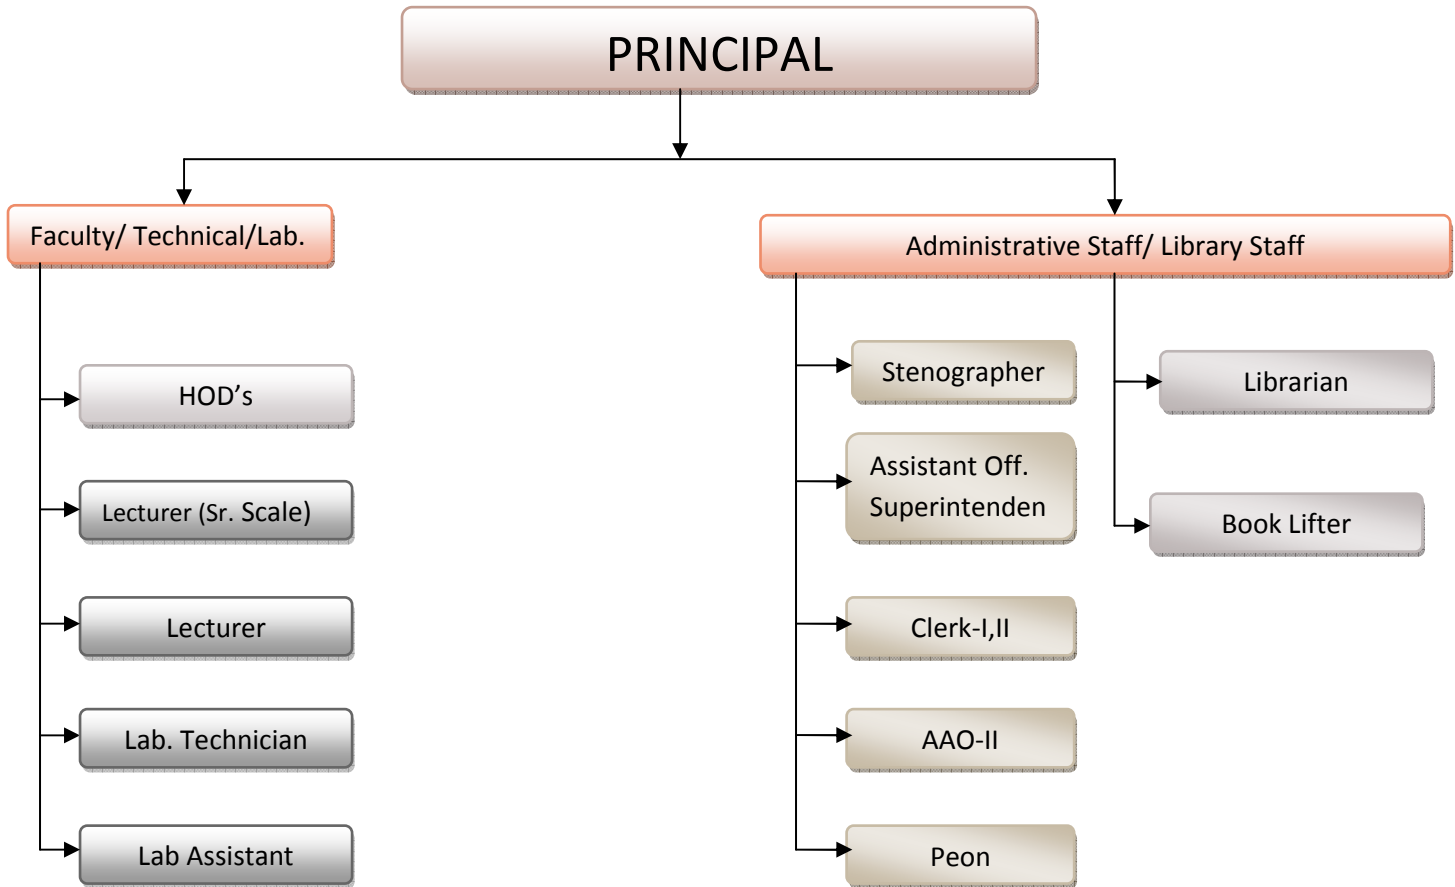 PRINCIPAL
Faculty/ Technical/Lab.
HOD's
Lecturer (Sr. Scale)
Lecturer
Lab. Technician
Lab Assistant
Administrative Staff/ Library Staff
Stenographer
Assistant Off.
Superintenden
Clerk-I,II
AAO-II
Peon
Librarian
Book Lifter